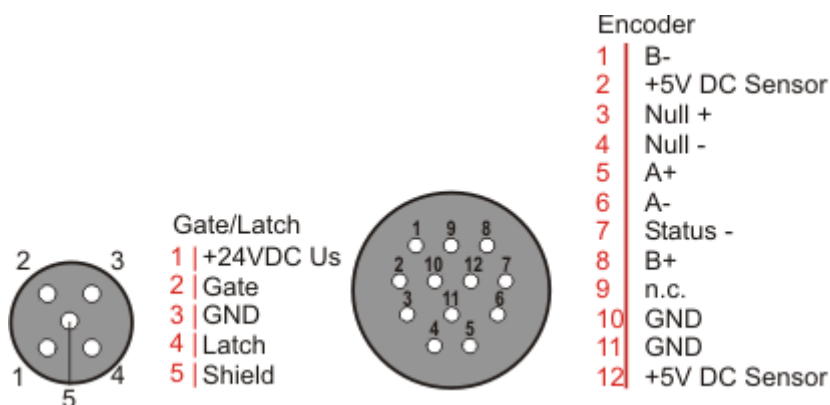 Encoder
1 B-
2 +5V DC Sensor
3 Null +
4 Null -
5 A+
6 A-
7 Status -
8 B+
9 n.c.
10 GND
11 GND
12 +5V DC Sensor
Gate/Latch
1 +24VDC Us
2 Gate
3 GND
4 Latch
5 Shield
2 3
1 4
5
1 9 8
2 10 12 7
3 11 6
4 5